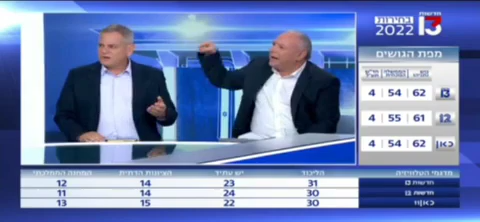 חדשות 13
בחירות
2022
מפת הגושים
62 54 4
13
61 55 4
12
62 54 4
כאן
מדגמי הטלוויזיה הליכוד יש עתיד הציונות הדתית המחנה הממלכתי
חדשות 13 31 23 14 12
חדשות 12 30 24 14 11
כאן 11 30 22 15 13